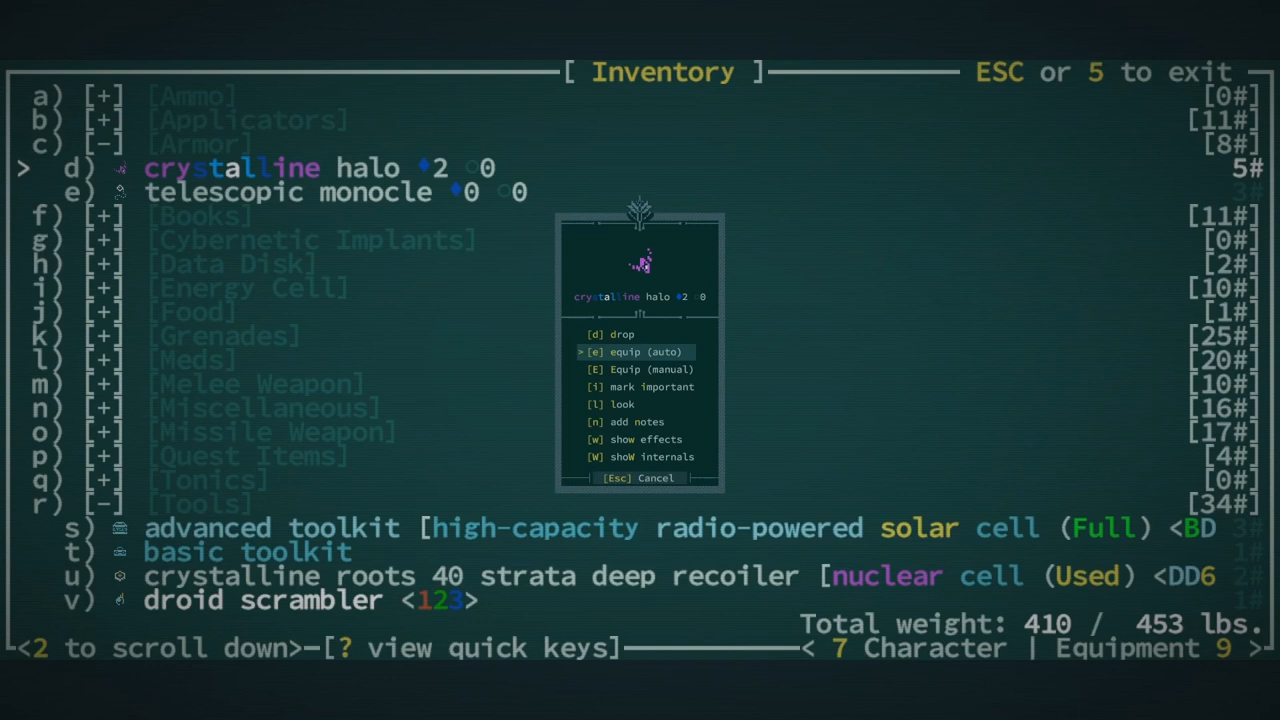 [ Inventory ] ESC or 5 to exit
a) [+] [Ammo] [0#]
b) [+] [Applicators] [11#]
c) [-] [Armor] [8#]
> d) crystalline halo ♦2 ○0 5#
e) telescopic monocle ♦0 ○0 3#
f) [+] [Books] [11#]
g) [+] [Cybernetic Implants] [0#]
h) [+] [Data Disk] [2#]
i) [+] [Energy Cell] [10#]
j) [+] [Food] [1#]
k) [+] [Grenades] [25#]
l) [+] [Meds] [20#]
m) [+] [Melee Weapon] [10#]
n) [+] [Miscellaneous] [16#]
o) [+] [Missile Weapon] [17#]
p) [+] [Quest Items] [4#]
q) [+] [Tonics] [0#]
r) [-] [Tools] [34#]
s) advanced toolkit [high-capacity radio-powered solar cell (Full) <BD 3#
t) basic toolkit 1#
u) crystalline roots 40 strata deep recoiler [nuclear cell (Used) <DD6 2#
v) droid scrambler <123> 1#
Total weight: 410 / 453 lbs.
<2 to scroll down> [? view quick keys] < 7 Character | Equipment 9 >
crystalline halo ♦2 ○0
[d] drop
> [e] equip (auto)
[E] Equip (manual)
[i] mark important
[l] look
[n] add notes
[w] show effects
[W] shoW internals
[Esc] Cancel